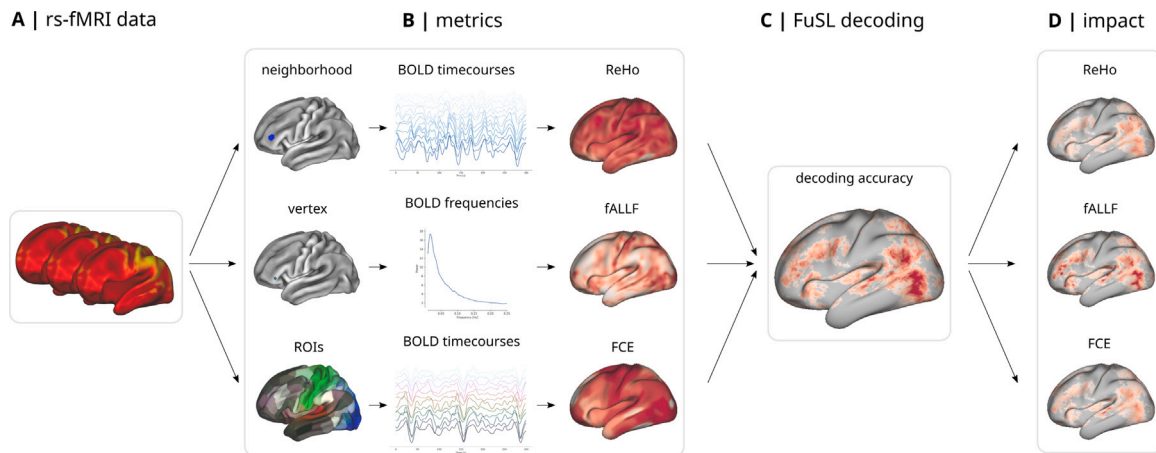 A | rs-fMRI data
B | metrics
C | FuSL decoding
D | impact
neighborhood
BOLD timecourses
ReHo
ReHo
vertex
BOLD frequencies
fALLF
decoding accuracy
fALLF
ROIs
BOLD timecourses
FCE
FCE